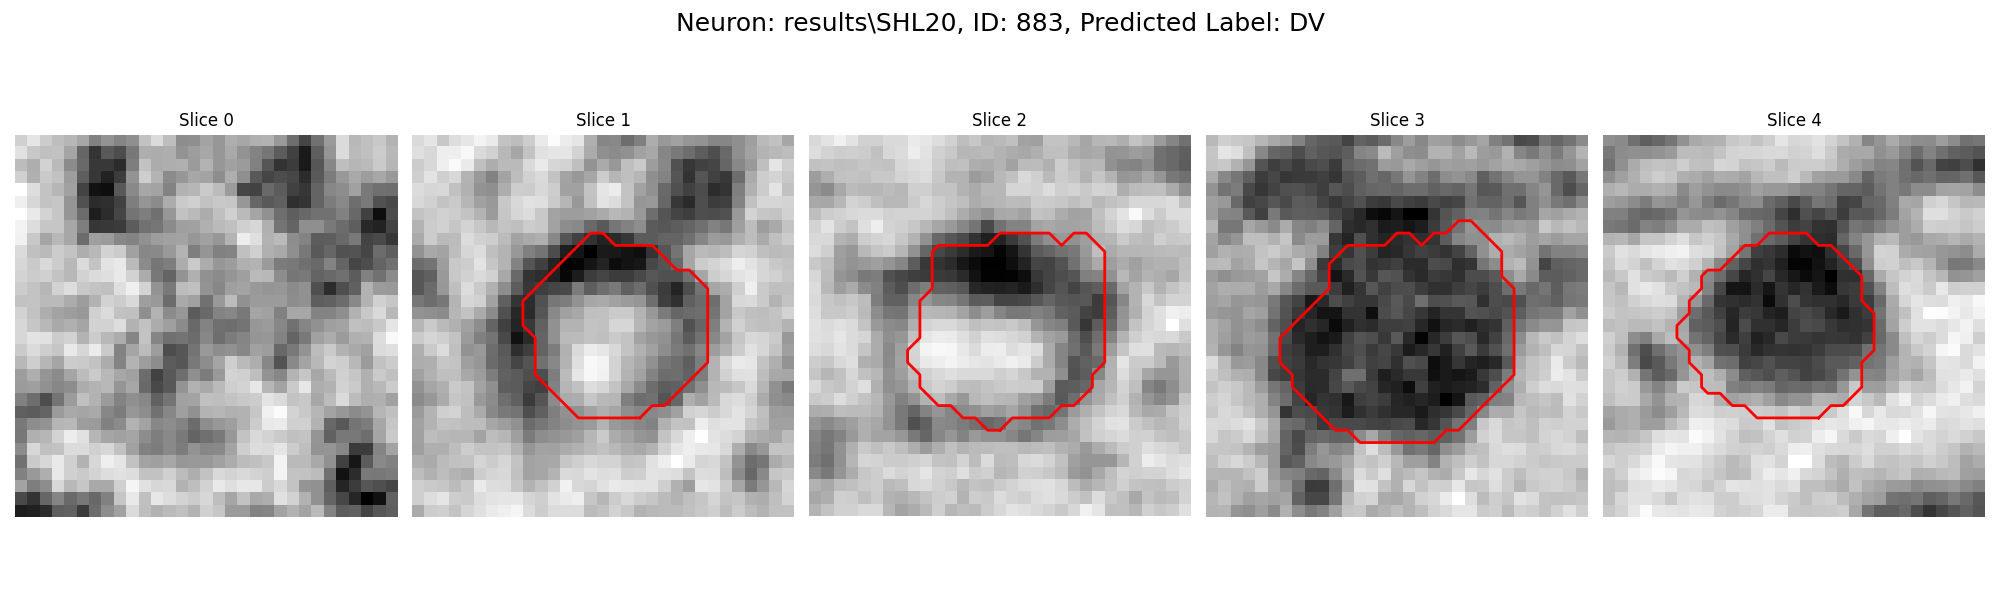 Neuron: results\SHL20, ID: 883, Predicted Label: DV
Slice 0
Slice 1
Slice 2
Slice 3
Slice 4